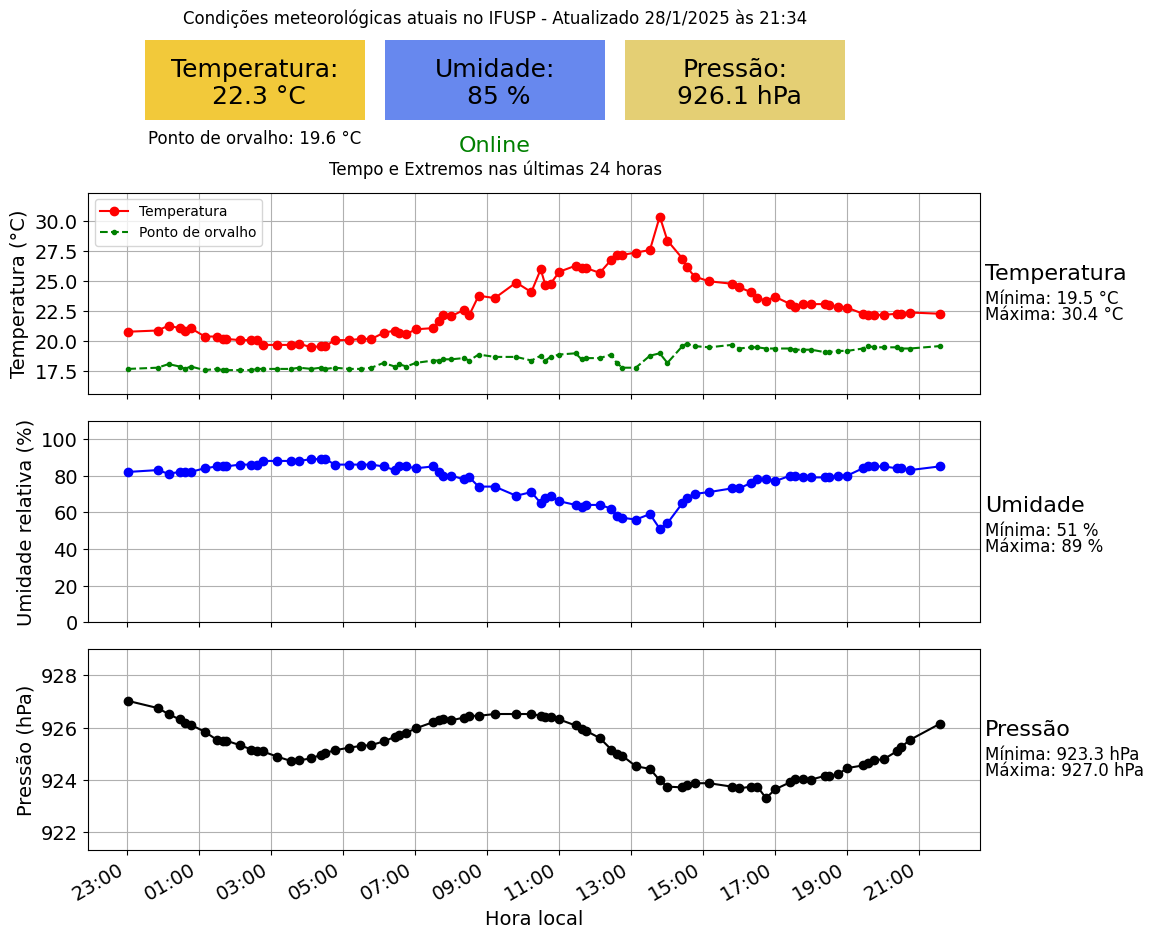 Condições meteorológicas atuais no IFUSP - Atualizado 28/1/2025 às 21:34
Temperatura:
22.3 °C
Umidade:
85 %
Pressão:
926.1 hPa
Ponto de orvalho: 19.6 °C
Online
Tempo e Extremos nas últimas 24 horas
Temperatura (°C)
30.0
27.5
25.0
22.5
20.0
17.5
Temperatura
Ponto de orvalho
Temperatura
Mínima: 19.5 °C
Máxima: 30.4 °C
Umidade relativa (%)
100
80
60
40
20
0
Umidade
Mínima: 51 %
Máxima: 89 %
Pressão (hPa)
928
926
924
922
Pressão
Mínima: 923.3 hPa
Máxima: 927.0 hPa
23:00
01:00
03:00
05:00
07:00
09:00
11:00
13:00
15:00
17:00
19:00
21:00
Hora local